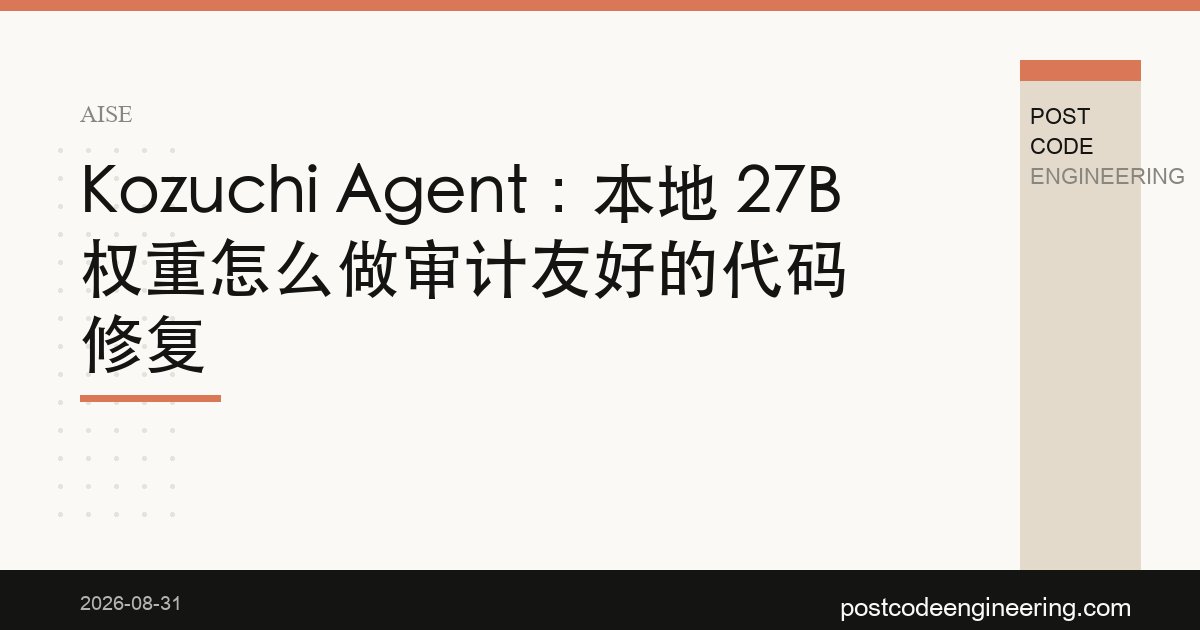 AISE
Kozuchi Agent：本地 27B
权重怎么做审计友好的代码
修复
POST
CODE
ENGINEERING
2026-08-31
postcodeengineering.com